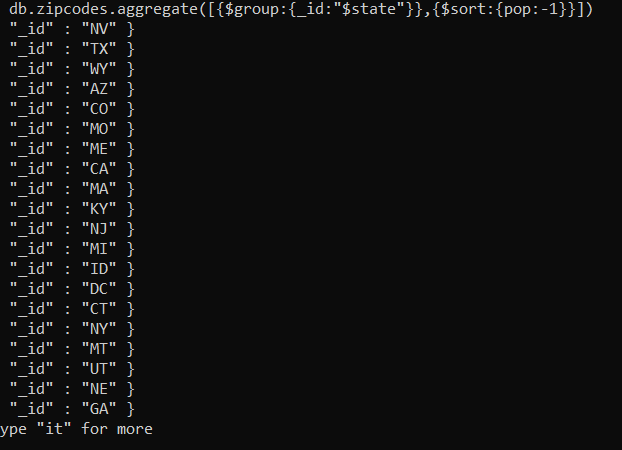 db.zipcodes.aggregate([{$group:{_id:"$state"}},{$sort:{pop:-1}}])
"_id" : "NV" }
"_id" : "TX" }
"_id" : "WY" }
"_id" : "AZ" }
"_id" : "CO" }
"_id" : "MO" }
"_id" : "ME" }
"_id" : "CA" }
"_id" : "MA" }
"_id" : "KY" }
"_id" : "NJ" }
"_id" : "MI" }
"_id" : "ID" }
"_id" : "DC" }
"_id" : "CT" }
"_id" : "NY" }
"_id" : "MT" }
"_id" : "UT" }
"_id" : "NE" }
"_id" : "GA" }
ype "it" for more